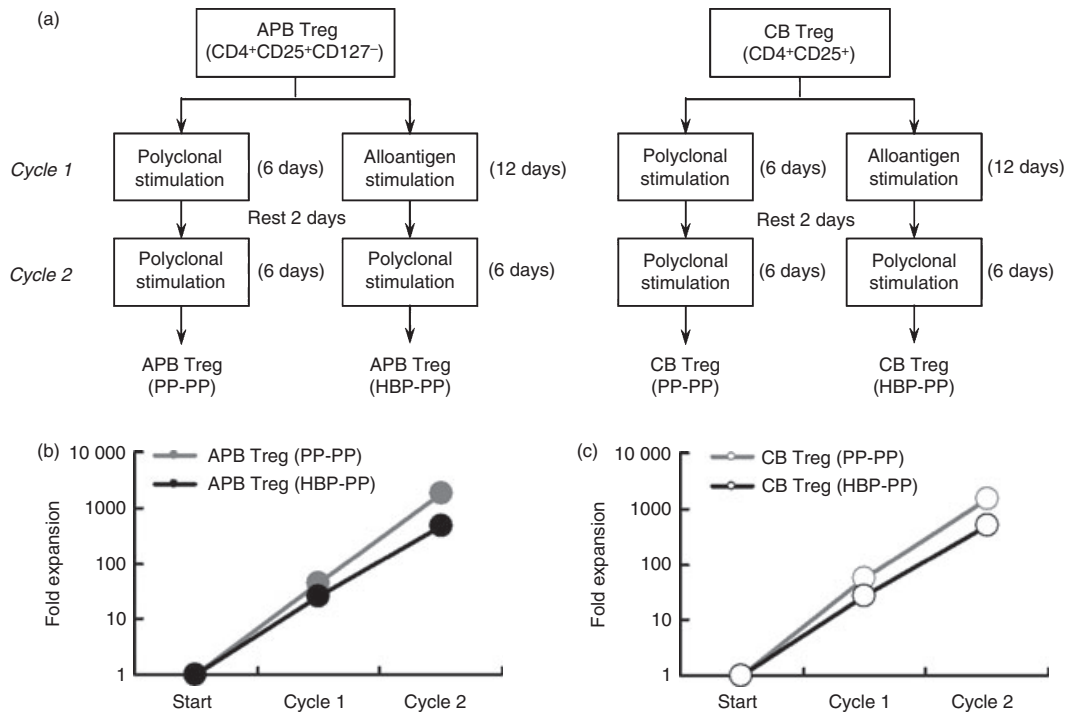 (a)
APB Treg
(CD4⁺CD25⁺CD127⁻)
CB Treg
(CD4⁺CD25⁺)
Cycle 1
Polyclonal
stimulation
(6 days)
Alloantigen
stimulation
(12 days)
Polyclonal
stimulation
(6 days)
Alloantigen
stimulation
(12 days)
Rest 2 days
Rest 2 days
Cycle 2
Polyclonal
stimulation
(6 days)
Polyclonal
stimulation
(6 days)
Polyclonal
stimulation
(6 days)
Polyclonal
stimulation
(6 days)
APB Treg
(PP-PP)
APB Treg
(HBP-PP)
CB Treg
(PP-PP)
CB Treg
(HBP-PP)
(b)
APB Treg (PP-PP)
APB Treg (HBP-PP)
Fold expansion
10 000
1000
100
10
1
Start
Cycle 1
Cycle 2
(c)
CB Treg (PP-PP)
CB Treg (HBP-PP)
Fold expansion
10 000
1000
100
10
1
Start
Cycle 1
Cycle 2